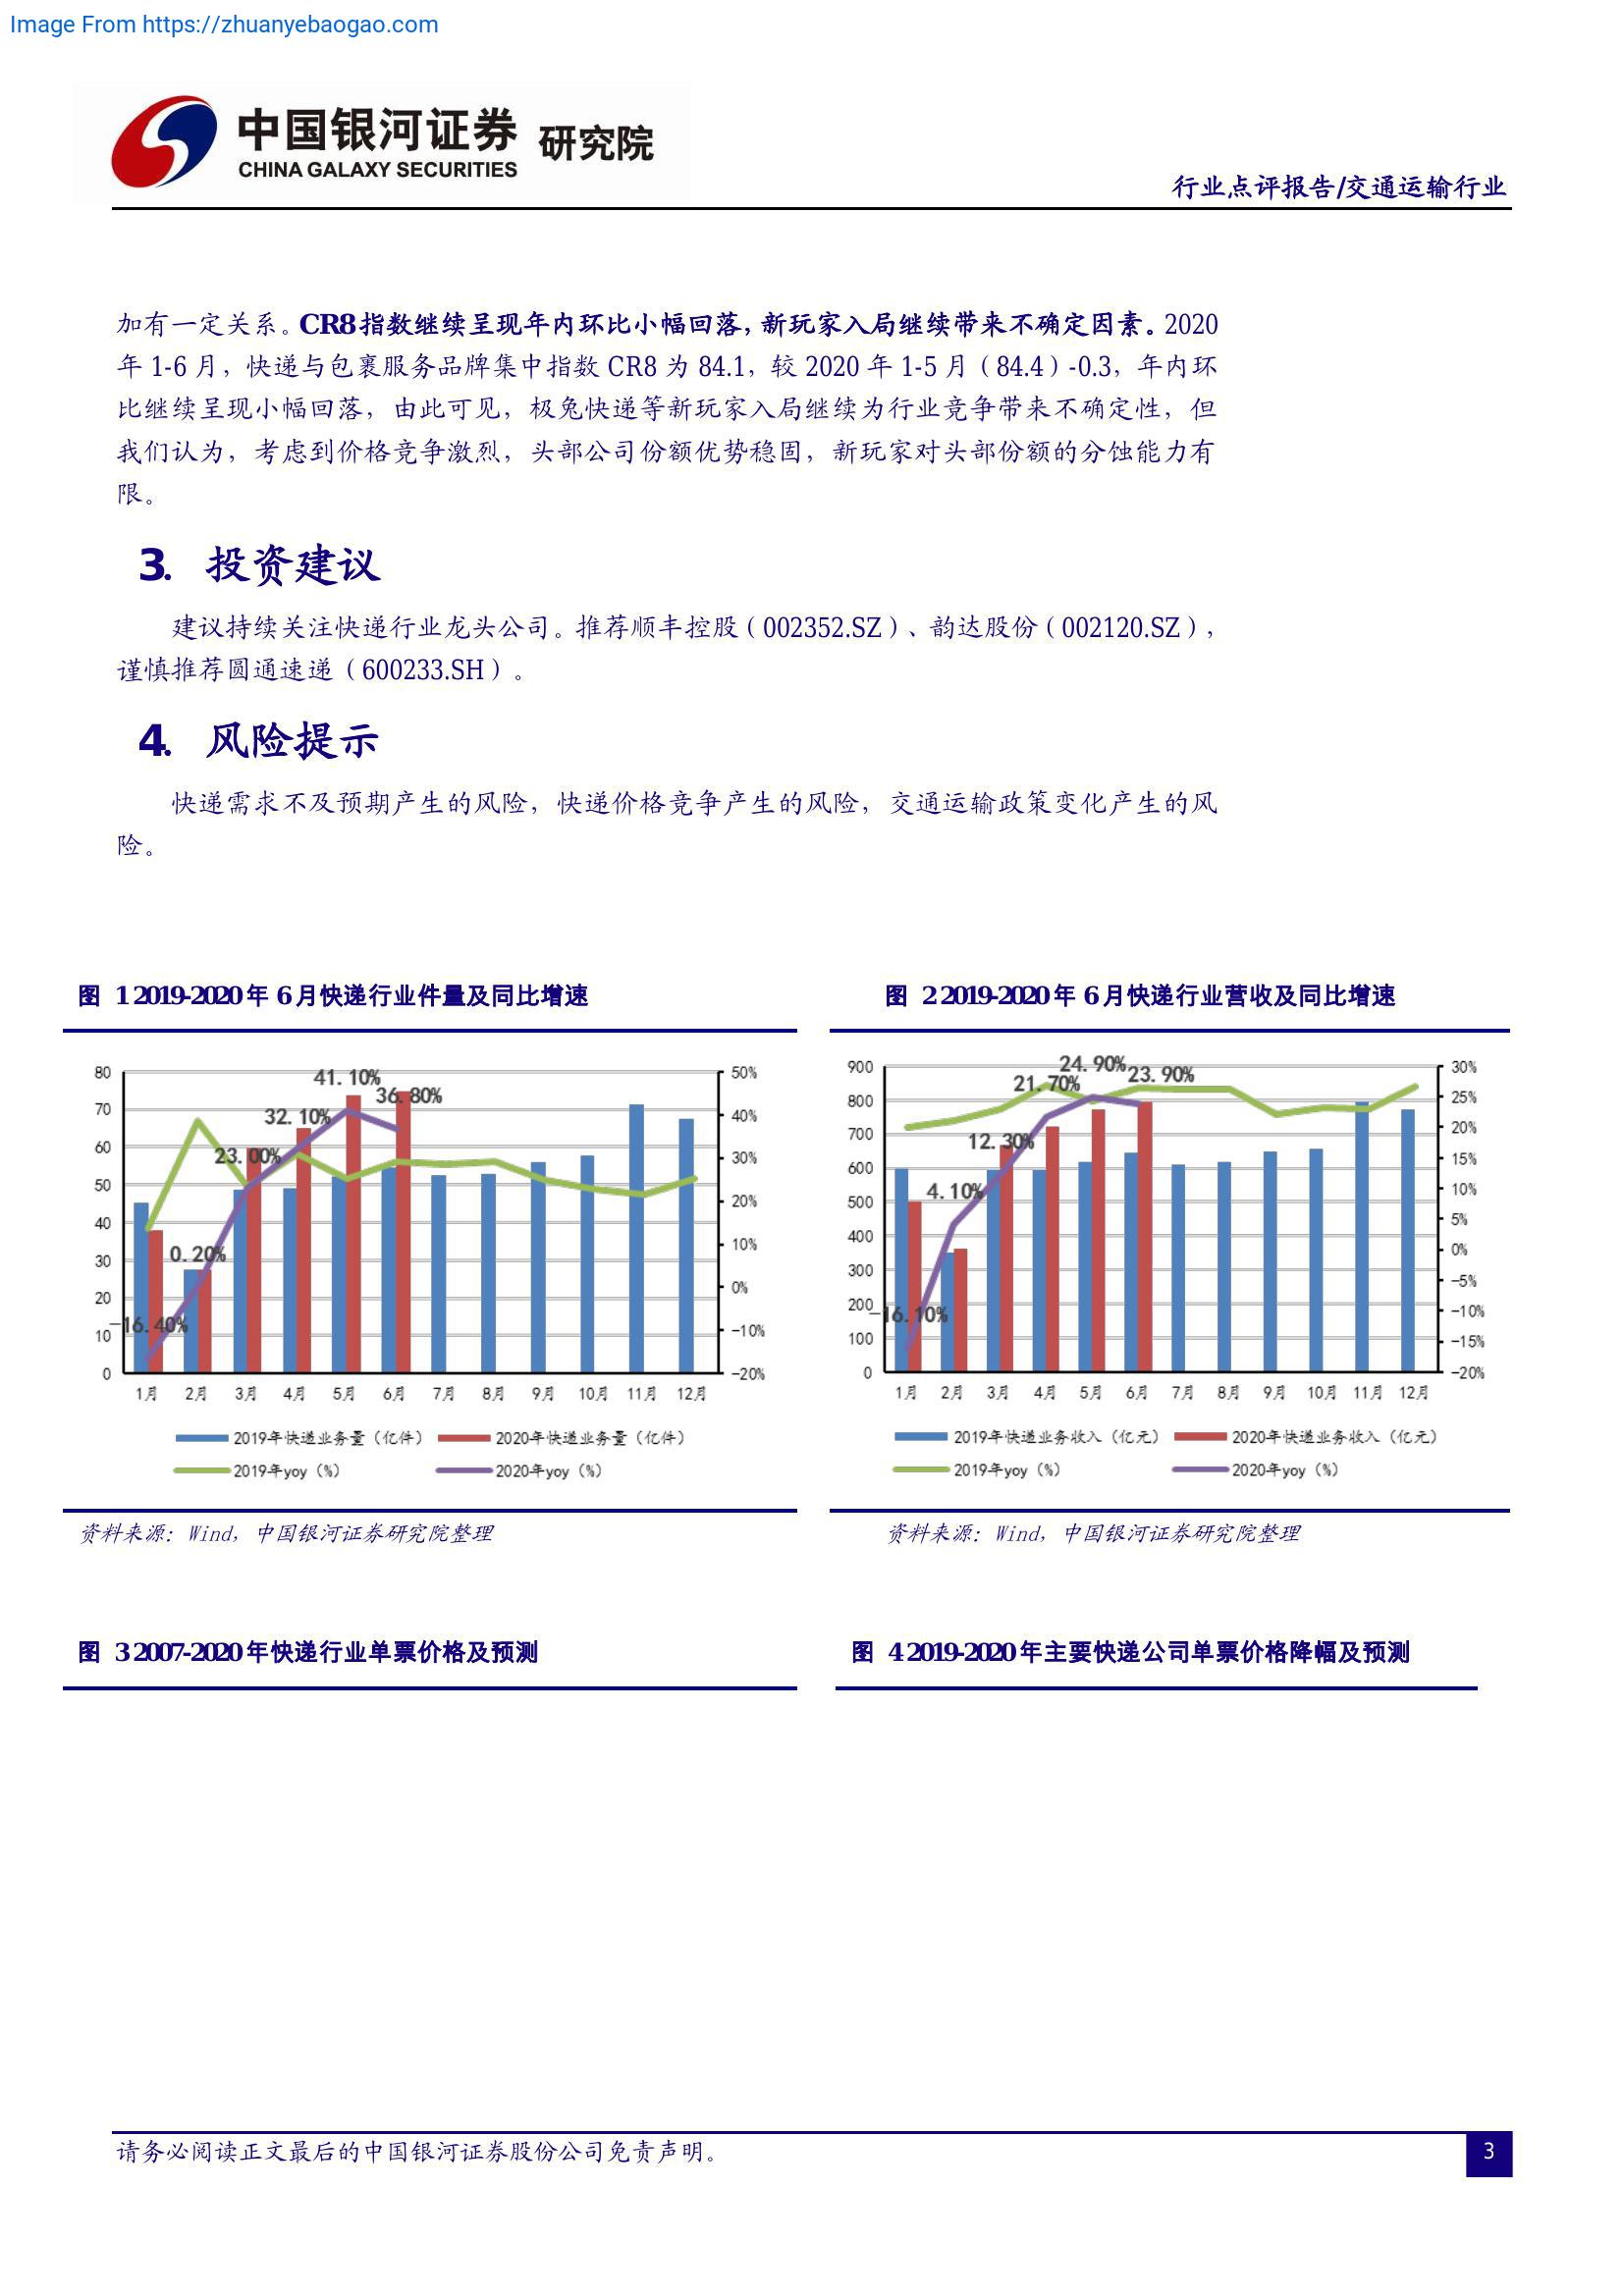 Image From https://zhuanyebaogao.com
中国银河证券 研究院
CHINA GALAXY SECURITIES
行业点评报告/交通运输行业
加有一定关系。CR8指数继续呈现年内环比小幅回落，新玩家入局继续带来不确定因素。2020
年 1-6 月，快递与包裹服务品牌集中指数 CR8 为 84.1，较 2020 年 1-5 月（84.4）-0.3，年内环
比继续呈现小幅回落，由此可见，极兔快递等新玩家入局继续为行业竞争带来不确定性，但
我们认为，考虑到价格竞争激烈，头部公司份额优势稳固，新玩家对头部份额的分蚀能力有
限。
3. 投资建议
建议持续关注快递行业龙头公司。推荐顺丰控股（002352.SZ）、韵达股份（002120.SZ），
谨慎推荐圆通速递（600233.SH）。
4. 风险提示
快递需求不及预期产生的风险，快递价格竞争产生的风险，交通运输政策变化产生的风
险。
图 1 2019-2020 年 6 月快递行业件量及同比增速
80
70
60
50
40
30
20
10
0
50%
40%
30%
20%
10%
0%
-10%
-20%
-16.40%
0.20%
23.00%
32.10%
41.10%
36.80%
1月 2月 3月 4月 5月 6月 7月 8月 9月 10月 11月 12月
2019年快递业务量（亿件） 2020年快递业务量（亿件）
2019年yoy（%） 2020年yoy（%）
资料来源：Wind，中国银河证券研究院整理
图 2 2019-2020 年 6 月快递行业营收及同比增速
900
800
700
600
500
400
300
200
100
0
30%
25%
20%
15%
10%
5%
0%
-5%
-10%
-15%
-20%
-16.10%
4.10%
12.30%
21.70%
24.90%
23.90%
1月 2月 3月 4月 5月 6月 7月 8月 9月 10月 11月 12月
2019年快递业务收入（亿元） 2020年快递业务收入（亿元）
2019年yoy（%） 2020年yoy（%）
资料来源：Wind，中国银河证券研究院整理
图 3 2007-2020 年快递行业单票价格及预测
图 4 2019-2020 年主要快递公司单票价格降幅及预测
请务必阅读正文最后的中国银河证券股份公司免责声明。
3